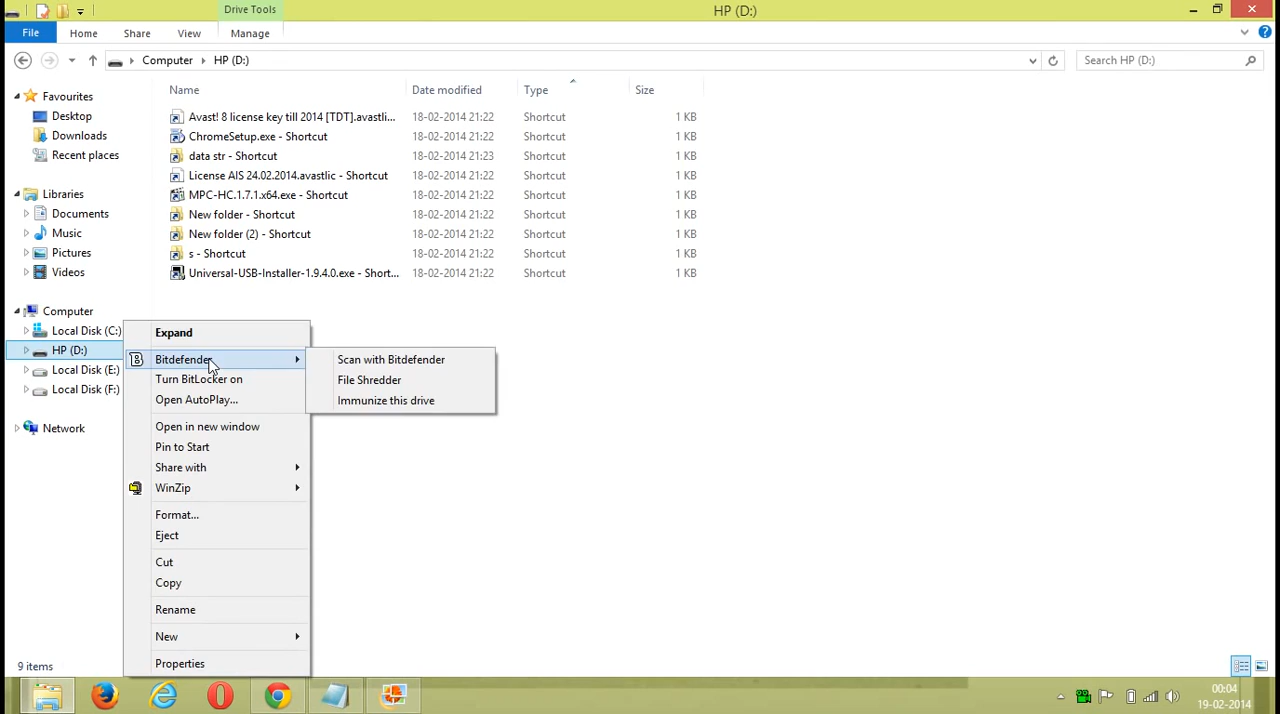 Drive Tools
HP (D:)
File Home Share View Manage
Computer HP (D:)
Search HP (D:)
Name Date modified Type Size
Favourites
Desktop
Downloads
Recent places
Libraries
Documents
Music
Pictures
Videos
Computer
Local Disk (C:)
HP (D:)
Local Disk (E:)
Local Disk (F:)
Network
Avast! 8 license key till 2014 [TDT].avastli... 18-02-2014 21:22 Shortcut 1 KB
ChromeSetup.exe - Shortcut 18-02-2014 21:22 Shortcut 1 KB
data str - Shortcut 18-02-2014 21:23 Shortcut 1 KB
License AIS 24.02.2014.avastlic - Shortcut 18-02-2014 21:22 Shortcut 1 KB
MPC-HC.1.7.1.x64.exe - Shortcut 18-02-2014 21:22 Shortcut 1 KB
New folder - Shortcut 18-02-2014 21:22 Shortcut 1 KB
New folder (2) - Shortcut 18-02-2014 21:22 Shortcut 1 KB
s - Shortcut 18-02-2014 21:22 Shortcut 1 KB
Universal-USB-Installer-1.9.4.0.exe - Short... 18-02-2014 21:22 Shortcut 1 KB
Expand
B Bitdefender
Turn BitLocker on
Open AutoPlay...
Open in new window
Pin to Start
Share with
WinZip
Format...
Eject
Cut
Copy
Rename
New
Properties
Scan with Bitdefender
File Shredder
Immunize this drive
9 items
00:04
19-02-2014